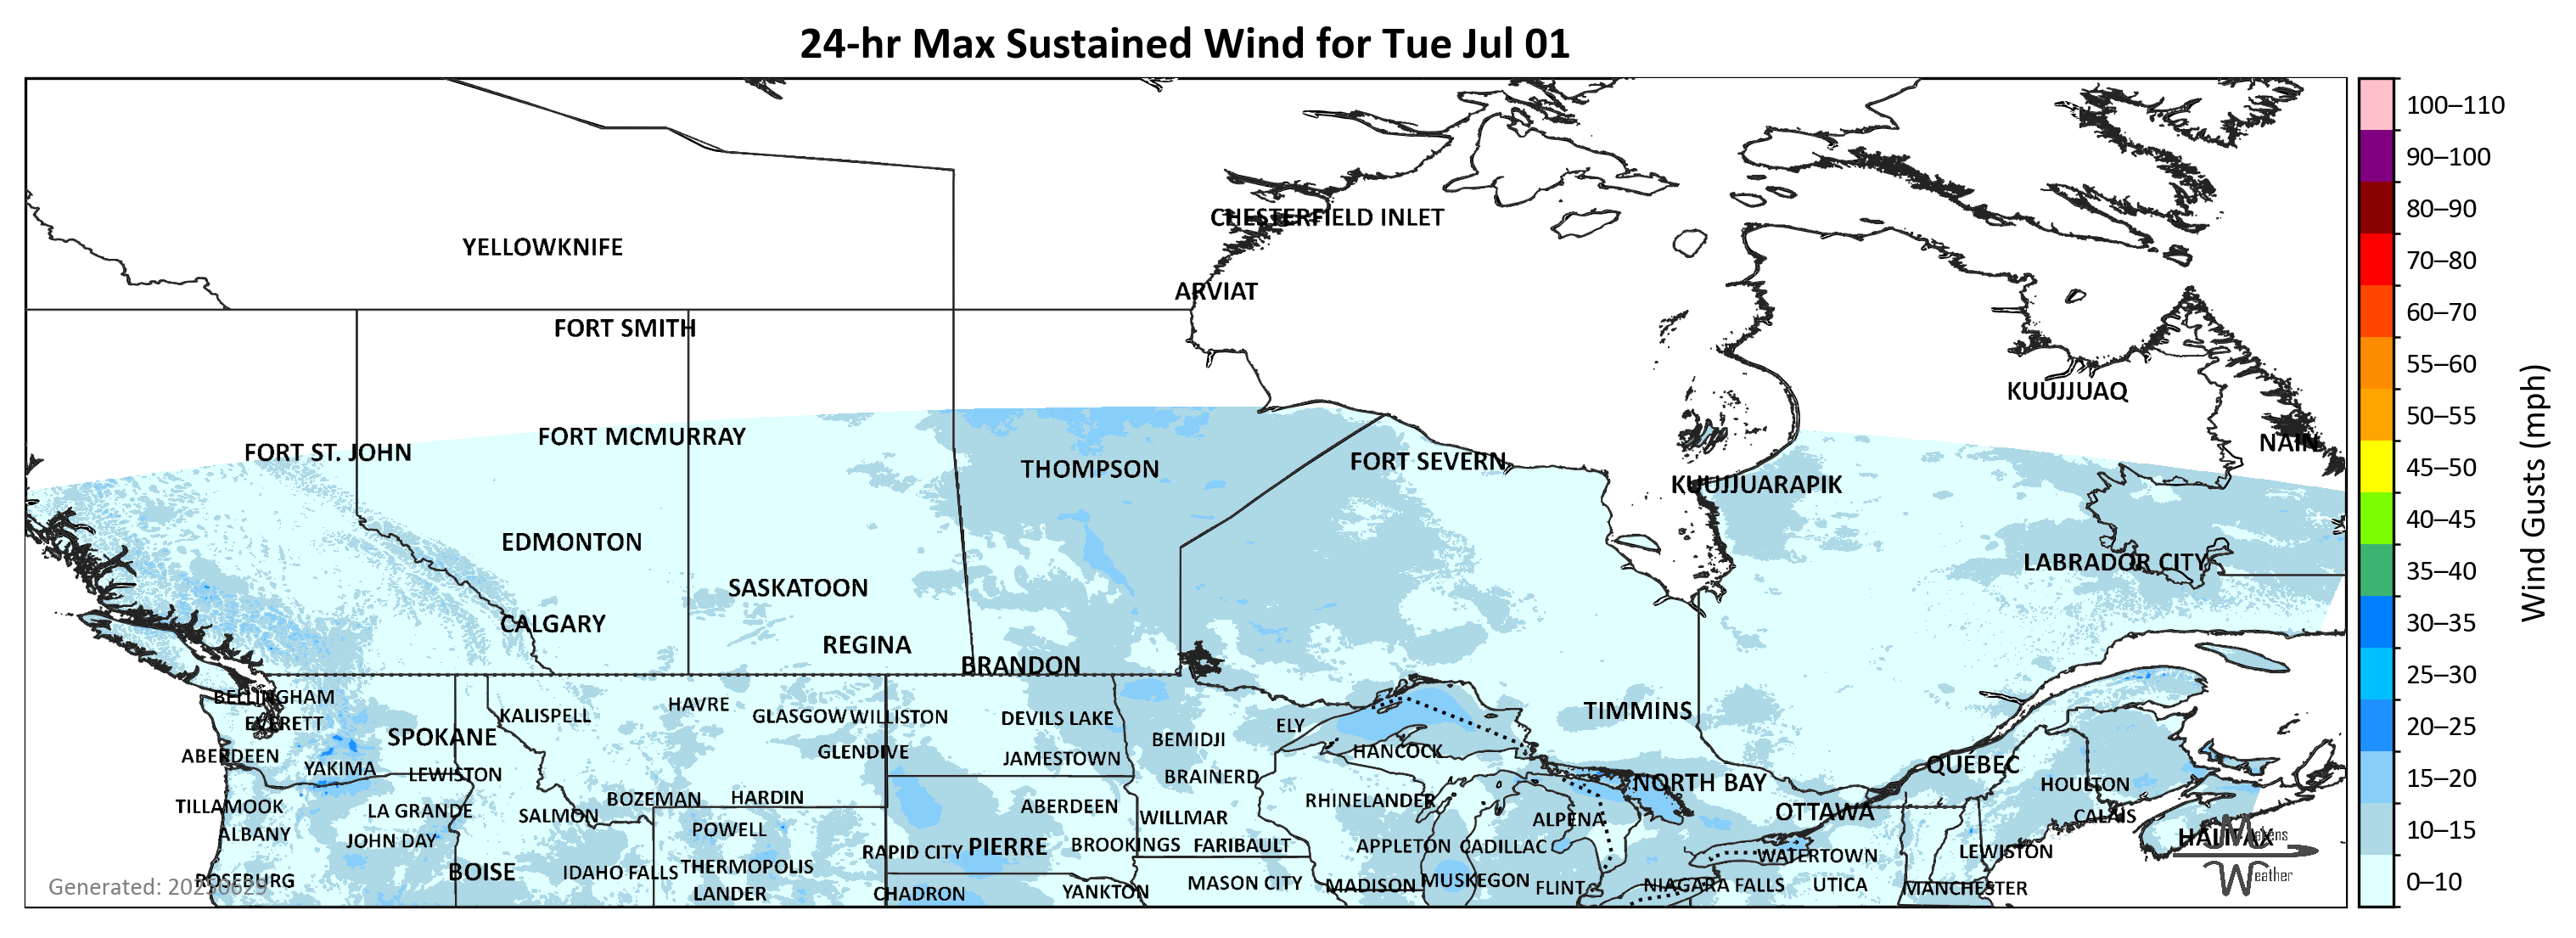 24-hr Max Sustained Wind for Tue Jul 01
100–110
90–100
80–90
70–80
60–70
55–60
50–55
45–50
40–45
35–40
30–35
25–30
20–25
15–20
10–15
0–10
Wind Gusts (mph)
CHESTERFIELD INLET
YELLOWKNIFE
ARVIAT
FORT SMITH
KUUJJUAQ
FORT MCMURRAY
NAIN
FORT ST. JOHN
FORT SEVERN
THOMPSON
KUUJJUARAPIK
EDMONTON
LABRADOR CITY
SASKATOON
CALGARY
REGINA
BRANDON
BELLINGHAM
HAVRE
TIMMINS
KALISPELL
GLASGOW
WILLISTON
DEVILS LAKE
EVERETT
ELY
SPOKANE
BEMIDJI
HANCOCK
GLENDIVE
ABERDEEN
JAMESTOWN
QUÉBEC
YAKIMA
LEWISTON
BRAINERD
NORTH BAY
HOULTON
BOZEMAN
HARDIN
RHINELANDER
TILLAMOOK
ABERDEEN
LA GRANDE
OTTAWA
SALMON
CALAIS
WILLMAR
ALPENA
POWELL
ALBANY
HALIFAX
JOHN DAY
BROOKINGS
FARIBAULT
APPLETON
CADILLAC
PIERRE
RAPID CITY
LEWISTON
WATERTOWN
THERMOPOLIS
BOISE
IDAHO FALLS
ROSEBURG
MUSKEGON
MASON CITY
MADISON
NIAGARA FALLS
UTICA
FLINT
MANCHESTER
YANKTON
LANDER
CHADRON
Generated: 20250629
Makens
Weather